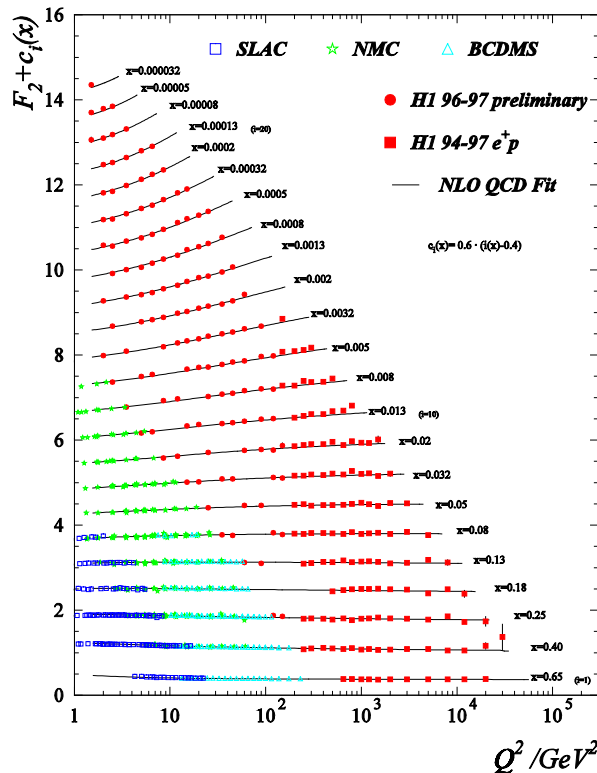 F₂+cᵢ(x)
16
14
12
10
8
6
4
2
0
SLAC NMC BCDMS
H1 96-97 preliminary
H1 94-97 e⁺p
NLO QCD Fit
cᵢ(x)= 0.6 · (i(x)-0.4)
x=0.000032
x=0.00005
x=0.00008
x=0.00013 (i=20)
x=0.0002
x=0.00032
x=0.0005
x=0.0008
x=0.0013
x=0.002
x=0.0032
x=0.005
x=0.008
x=0.013 (i=10)
x=0.02
x=0.032
x=0.05
x=0.08
x=0.13
x=0.18
x=0.25
x=0.40
x=0.65 (i=1)
1 10 10² 10³ 10⁴ 10⁵
Q² /GeV²